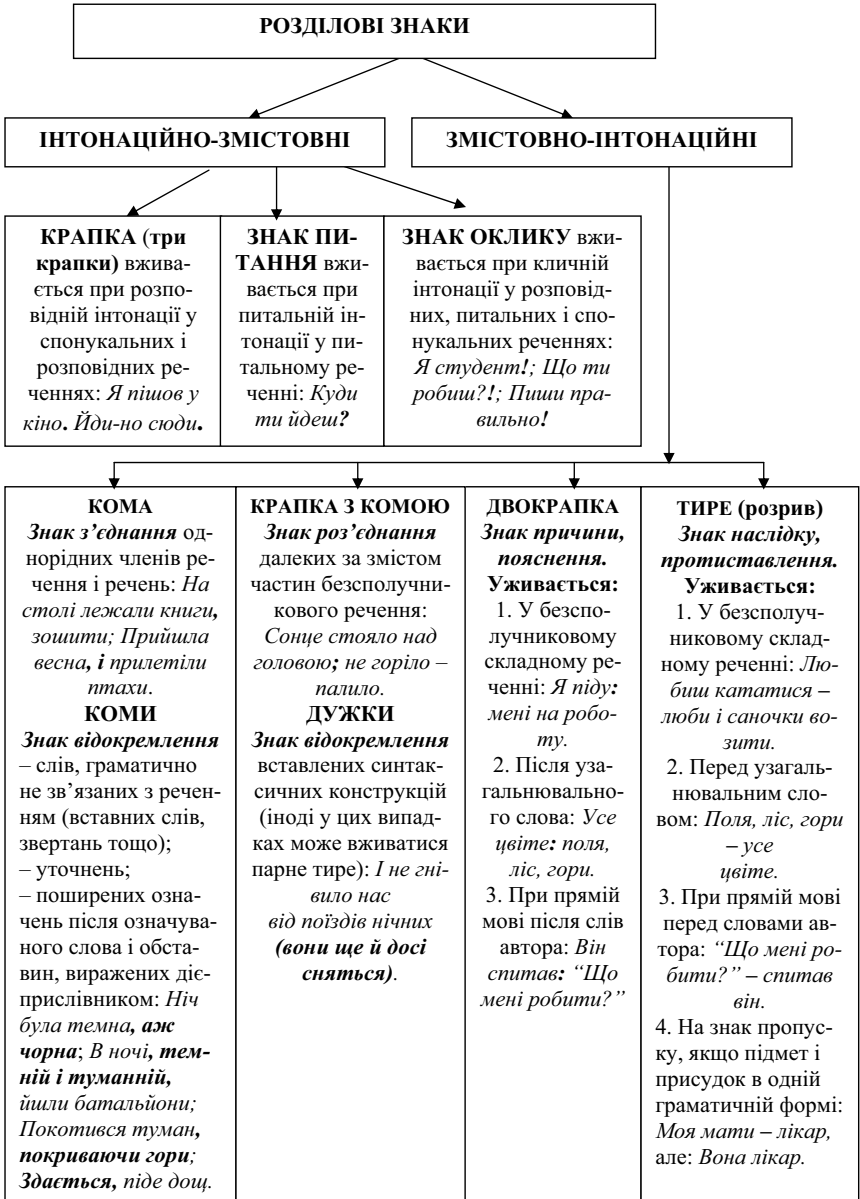 РОЗДІЛОВІ ЗНАКИ
ІНТОНАЦІЙНО-ЗМІСТОВНІ
ЗМІСТОВНО-ІНТОНАЦІЙНІ
КРАПКА (три
крапки) вжива-
ється при розпо-
відній інтонації у
спонукальних і
розповідних ре-
ченнях: Я пішов у
кіно. Йди-но сюди.
ЗНАК ПИ-
ТАННЯ вжи-
вається при
питальній ін-
тонації у пи-
тальному ре-
ченні: Куди
ти йдеш?
ЗНАК ОКЛИКУ вжи-
вається при кличній
інтонації у розповід-
них, питальних і спо-
нукальних реченнях:
Я студент!; Що ти
робиш?!; Пиши пра-
вильно!
КОМА
Знак з’єднання од-
норідних членів ре-
чення і речень: На
столі лежали книги,
зошити; Прийшла
весна, і прилетіли
птахи.
КОМИ
Знак відокремлення
– слів, граматично
не зв’язаних з речен-
ням (вставних слів,
звертань тощо);
– уточнень;
– поширених озна-
чень після означува-
ного слова і обста-
вин, виражених діє-
прислівником: Ніч
була темна, аж
чорна; В ночі, тем-
ній і туманній,
йшли батальйони;
Покотився туман,
покриваючи гори;
Здається, піде дощ.
КРАПКА З КОМОЮ
Знак роз’єднання
далеких за змістом
частин безсполучни-
кового речення:
Сонце стояло над
головою; не горіло –
палило.
ДУЖКИ
Знак відокремлення
вставлених синтак-
сичних конструкцій
(іноді у цих випад-
ках може вживатися
парне тире): І не гні-
вило нас
від поїздів нічних
(вони ще й досі
сняться).
ДВОКРАПКА
Знак причини,
пояснення.
Уживається:
1. У безспо-
лучниковому
складному ре-
ченні: Я піду:
мені на робо-
ту.
2. Після уза-
гальнювально-
го слова: Усе
цвіте: поля,
ліс, гори.
3. При прямій
мові після слів
автора: Він
спитав: “Що
мені робити?”
ТИРЕ (розрив)
Знак наслідку,
протиставлення.
Уживається:
1. У безсполуч-
никовому склад-
ному реченні: Лю-
биш кататися –
люби і саночки во-
зити.
2. Перед узагаль-
нювальним сло-
вом: Поля, ліс, гори
– усе
цвіте.
3. При прямій мові
перед словами ав-
тора: “Що мені ро-
бити?” – спитав
він.
4. На знак пропус-
ку, якщо підмет і
присудок в одній
граматичній формі:
Моя мати – лікар,
але: Вона лікар.